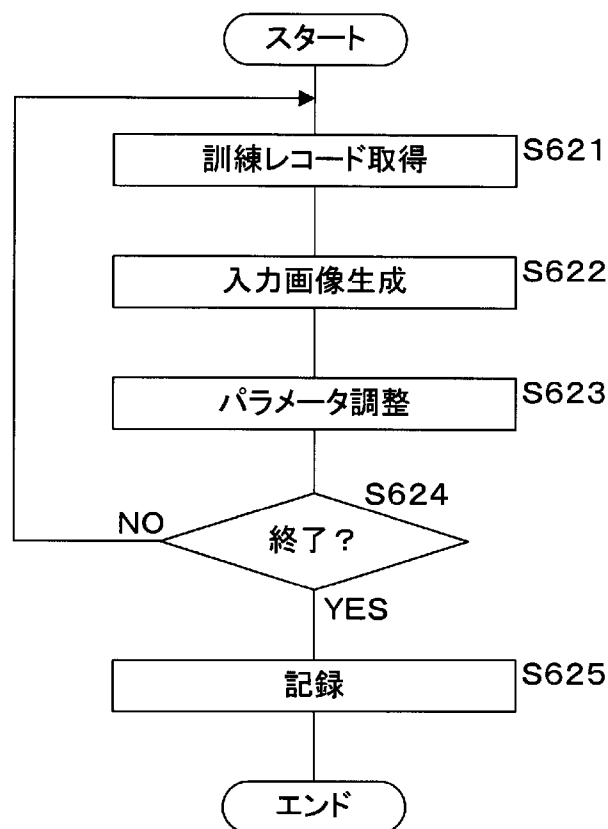 スタート
訓練レコード取得
S621
入力画像生成
S622
パラメータ調整
S623
S624
NO
終了?
YES
記録
S625
エンド